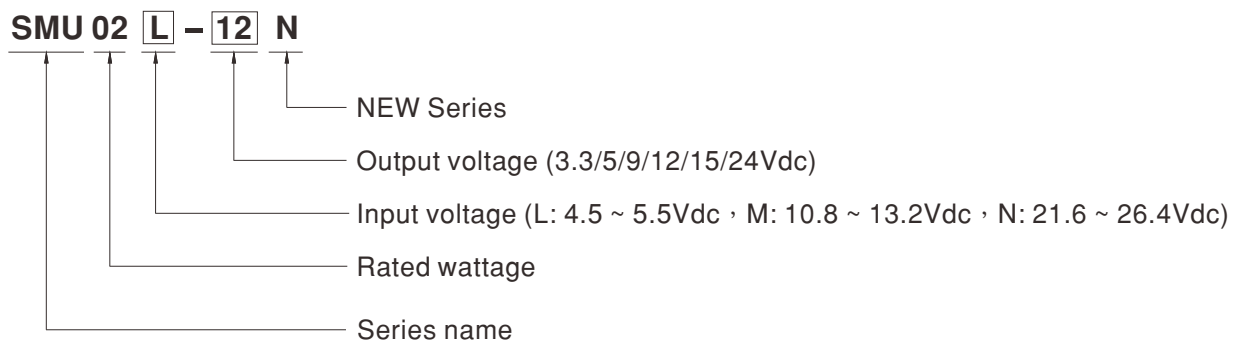 SMU 02 L - 12 N
NEW Series
Output voltage (3.3/5/9/12/15/24Vdc)
Input voltage (L: 4.5 ~ 5.5Vdc，M: 10.8 ~ 13.2Vdc，N: 21.6 ~ 26.4Vdc)
Rated wattage
Series name